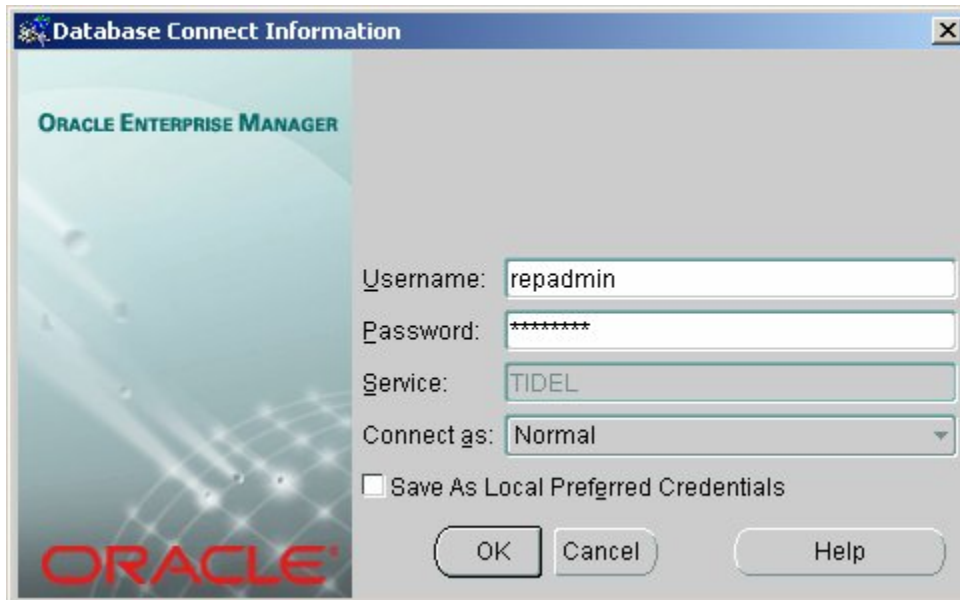 Database Connect Information
ORACLE ENTERPRISE MANAGER
Username: repadmin
Password: ********
Service: TIDEL
Connect as: Normal
Save As Local Preferred Credentials
OK Cancel Help
ORACLE®